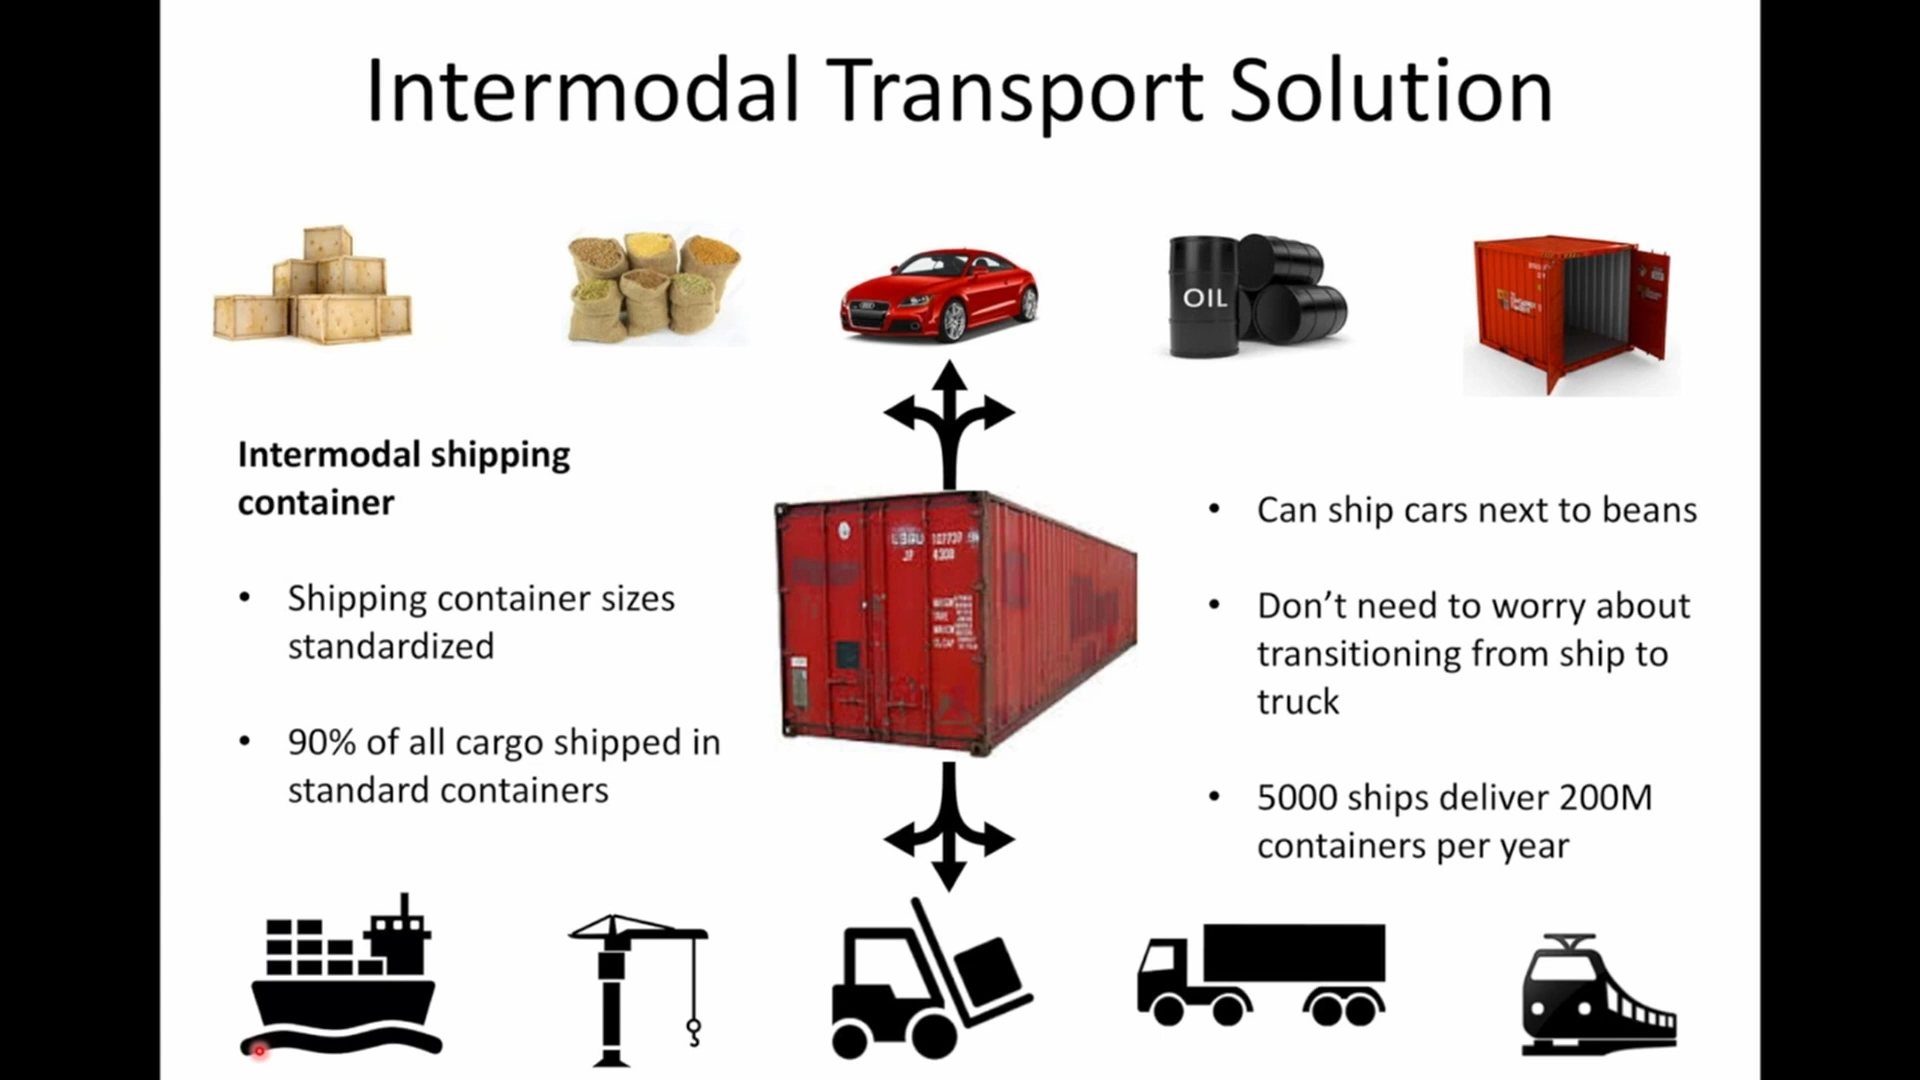 Intermodal Transport Solution
OIL
Intermodal shipping
container
• Shipping container sizes
standardized
• 90% of all cargo shipped in
standard containers
4308
• Can ship cars next to beans
• Don’t need to worry about
transitioning from ship to
truck
• 5000 ships deliver 200M
containers per year